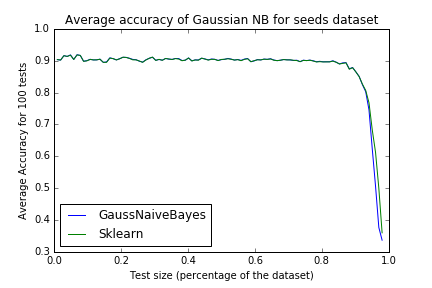 Average accuracy of Gaussian NB for seeds dataset
1.0
0.9
0.8
0.7
0.6
0.5
0.4
0.3
Average Accuracy for 100 tests
GaussNaiveBayes
Sklearn
0.0 0.2 0.4 0.6 0.8 1.0
Test size (percentage of the dataset)